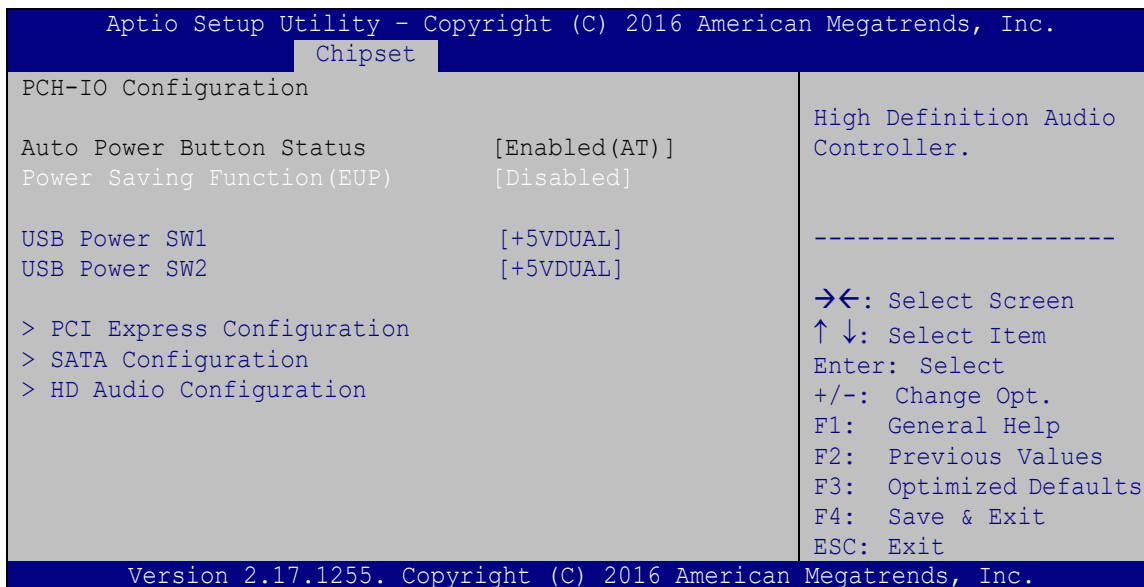 Aptio Setup Utility – Copyright (C) 2016 American Megatrends, Inc.
Chipset
PCH-IO Configuration
Auto Power Button Status [Enabled(AT)]
Power Saving Function(EUP) [Disabled]
USB Power SW1 [+5VDUAL]
USB Power SW2 [+5VDUAL]
> PCI Express Configuration
> SATA Configuration
> HD Audio Configuration
High Definition Audio
Controller.
---------------------
→←: Select Screen
↑ ↓: Select Item
Enter: Select
+/-: Change Opt.
F1: General Help
F2: Previous Values
F3: Optimized Defaults
F4: Save & Exit
ESC: Exit
Version 2.17.1255. Copyright (C) 2016 American Megatrends, Inc.